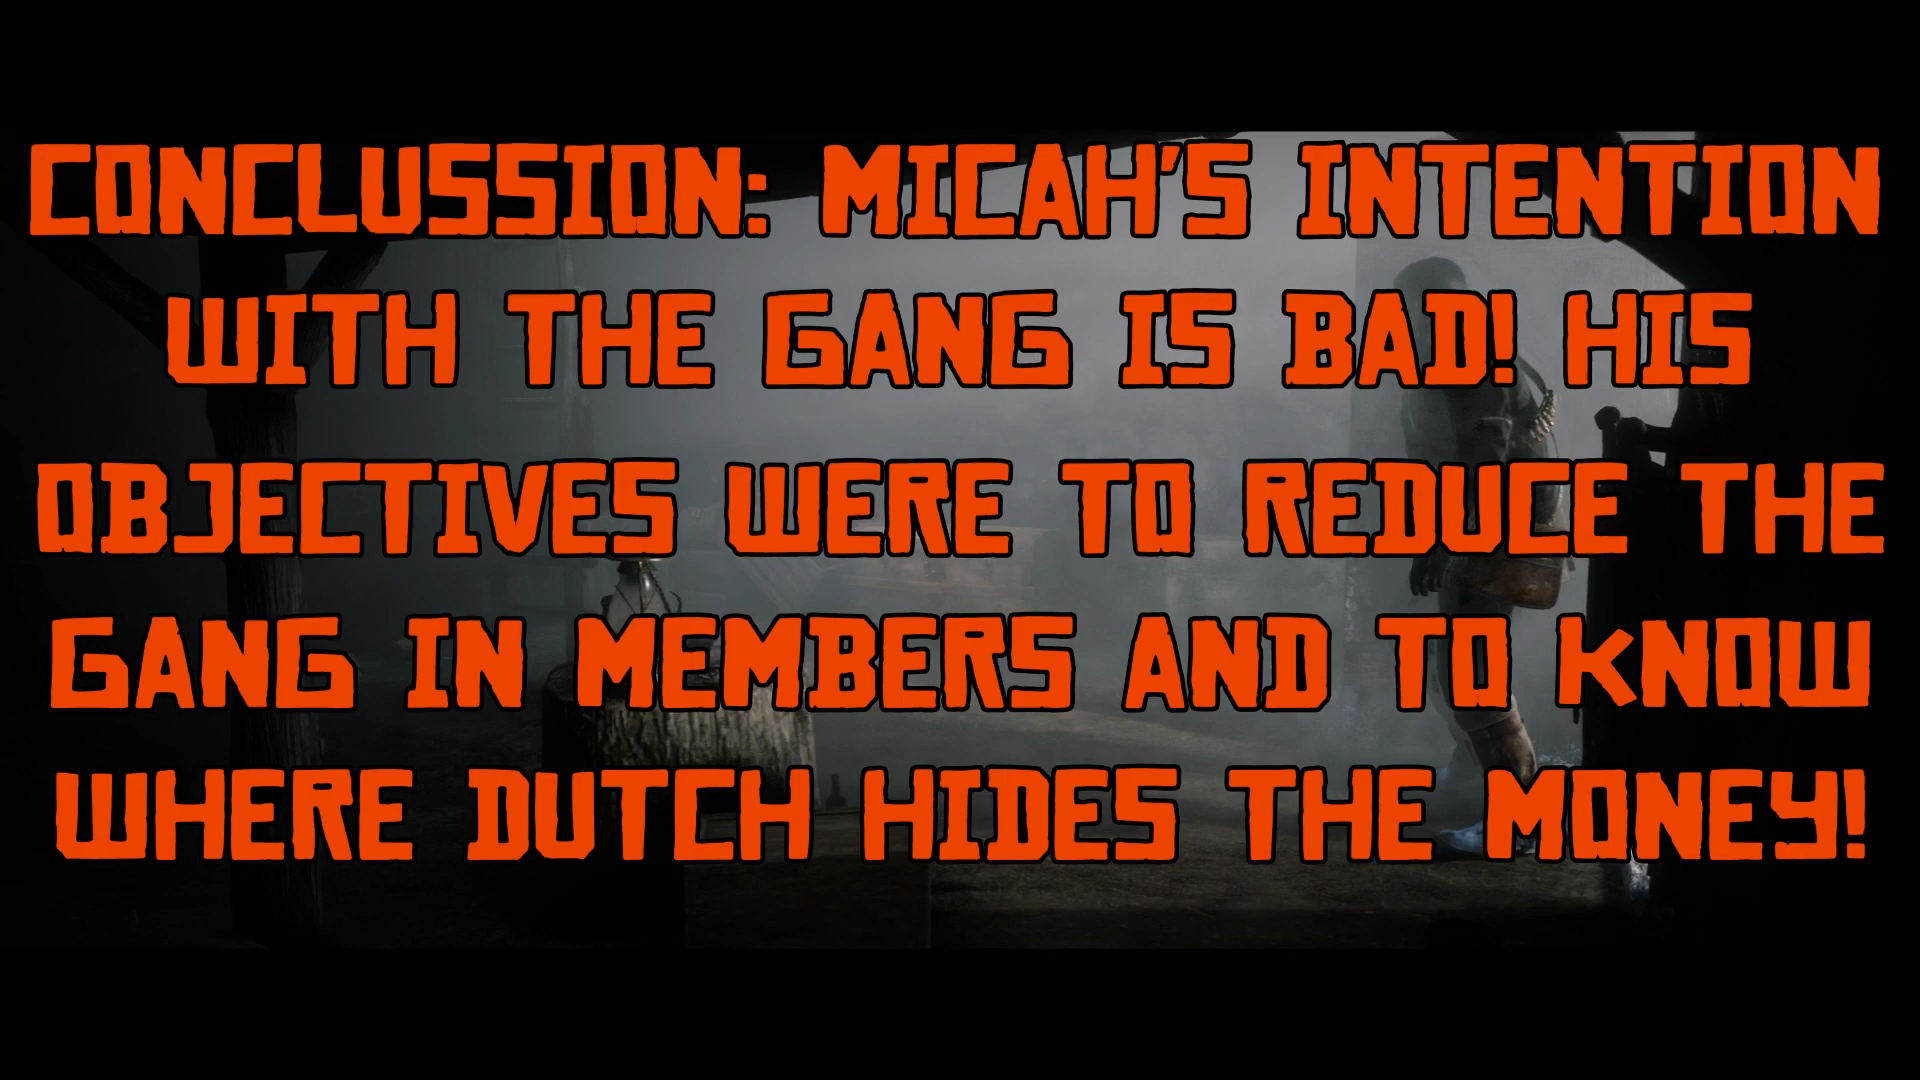 CONCLUSSION: MICAH'S INTENTION
WITH THE GANG IS BAD! HIS
OBJECTIVES WERE TO REDUCE THE
GANG IN MEMBERS AND TO KNOW
WHERE DUTCH HIDES THE MONEY!